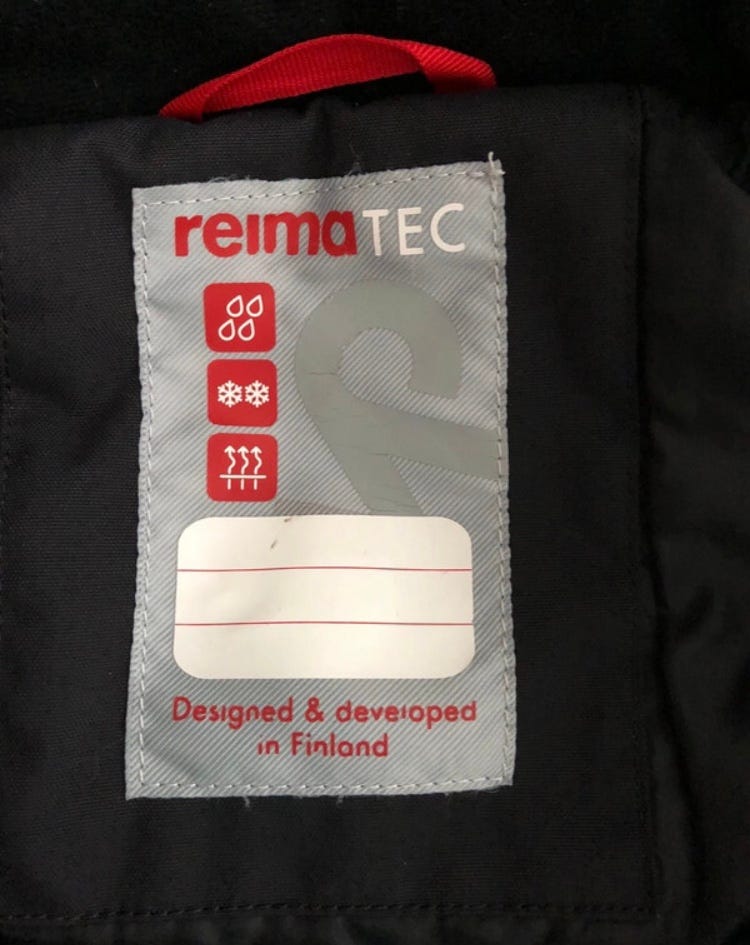 reimaTEC
Designed & developed
in Finland